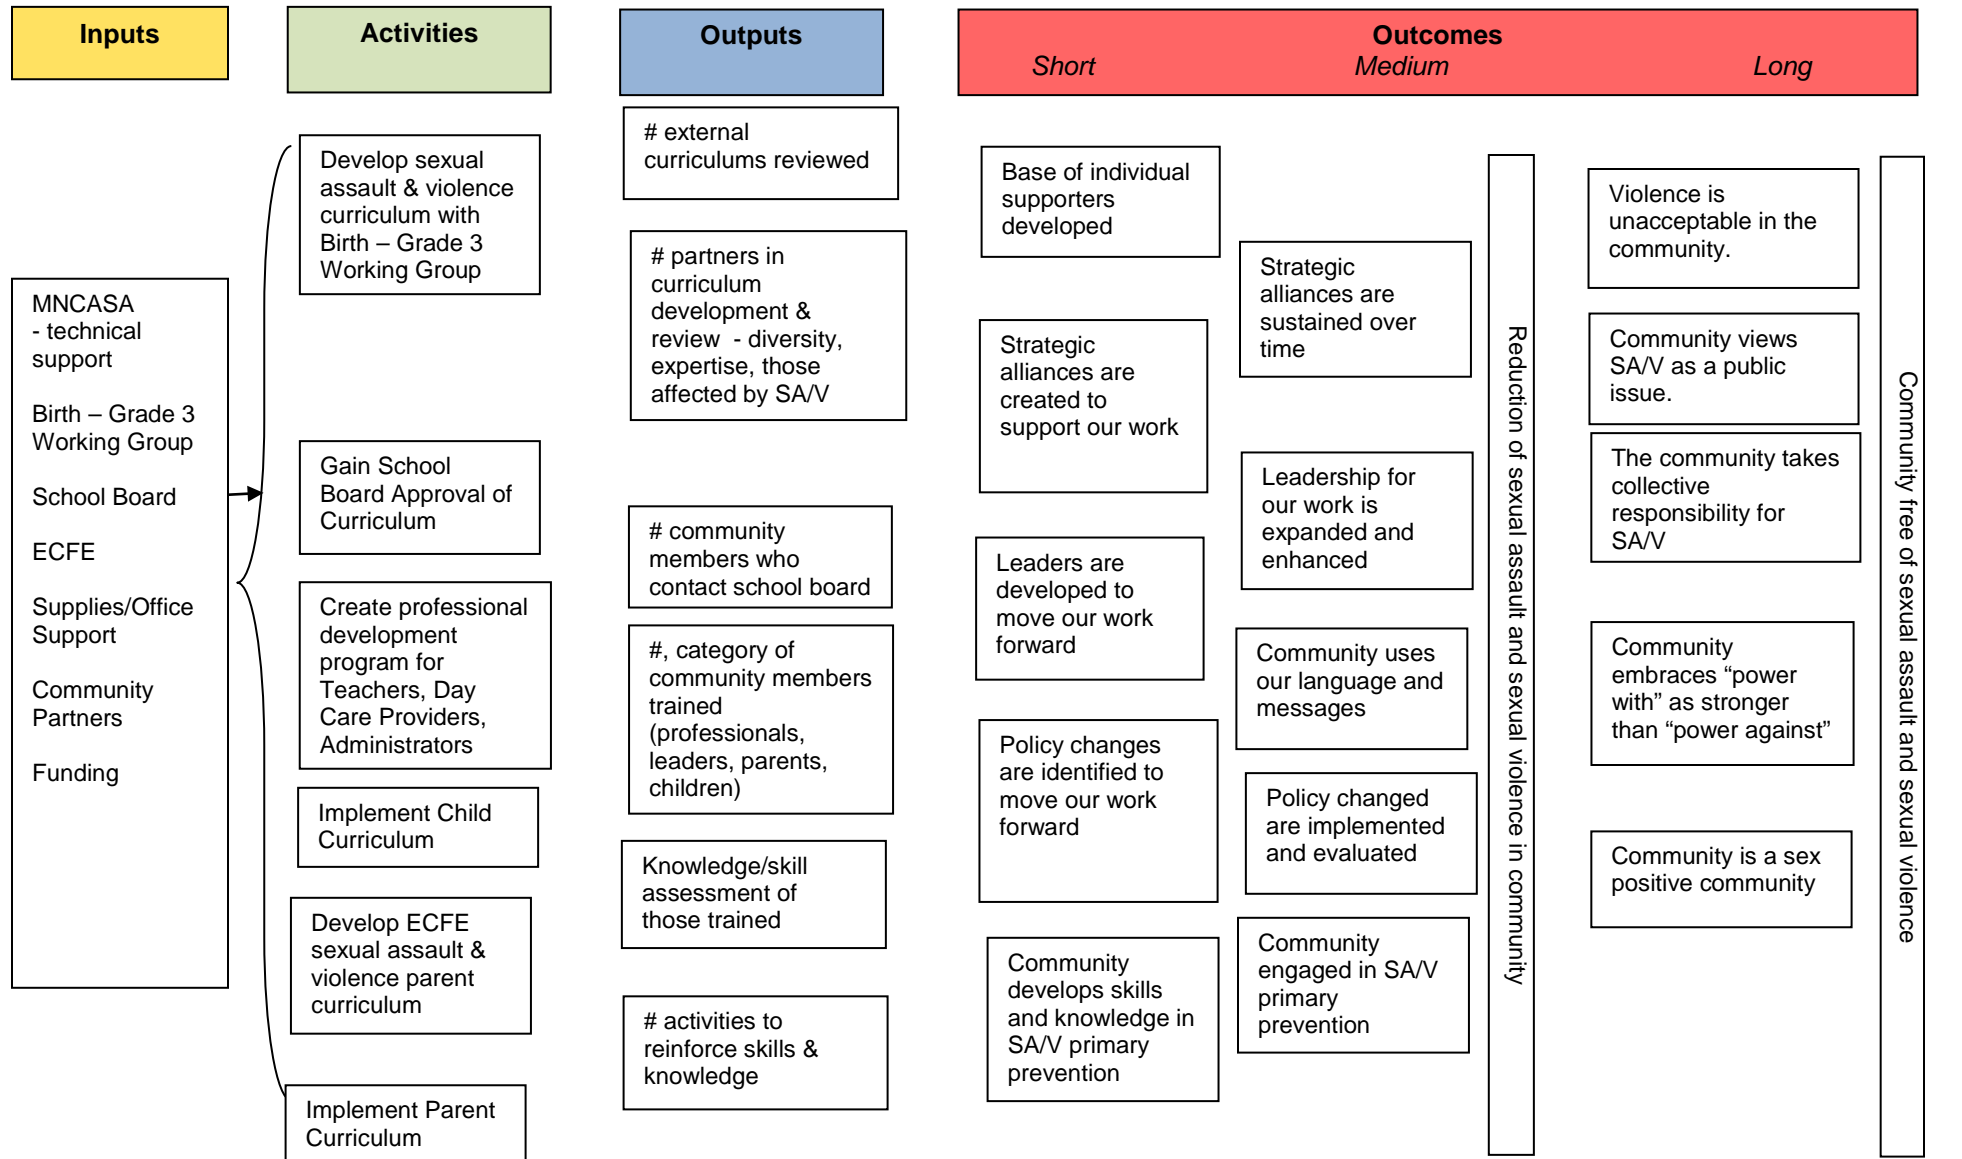 Inputs
Activities
Outputs
Outcomes
Short
Medium
Long
MNCASA
- technical
support
Birth – Grade 3
Working Group
School Board
ECFE
Supplies/Office
Support
Community
Partners
Funding
Develop sexual
assault & violence
curriculum with
Birth – Grade 3
Working Group
Gain School
Board Approval of
Curriculum
Create professional
development
program for
Teachers, Day
Care Providers,
Administrators
Implement Child
Curriculum
Develop ECFE
sexual assault &
violence parent
curriculum
Implement Parent
Curriculum
# external
curriculums reviewed
# partners in
curriculum
development &
review - diversity,
expertise, those
affected by SA/V
# community
members who
contact school board
#, category of
community members
trained
(professionals,
leaders, parents,
children)
Knowledge/skill
assessment of
those trained
# activities to
reinforce skills &
knowledge
Base of individual
supporters
developed
Strategic
alliances are
created to
support our work
Leaders are
developed to
move our work
forward
Policy changes
are identified to
move our work
forward
Community
develops skills
and knowledge in
SA/V primary
prevention
Strategic
alliances are
sustained over
time
Leadership for
our work is
expanded and
enhanced
Community uses
our language and
messages
Policy changed
are implemented
and evaluated
Community
engaged in SA/V
primary
prevention
Reduction of sexual assault and sexual violence in community
Violence is
unacceptable in the
community.
Community views
SA/V as a public
issue.
The community takes
collective
responsibility for
SA/V
Community
embraces “power
with” as stronger
than “power against”
Community is a sex
positive community
Community free of sexual assault and sexual violence